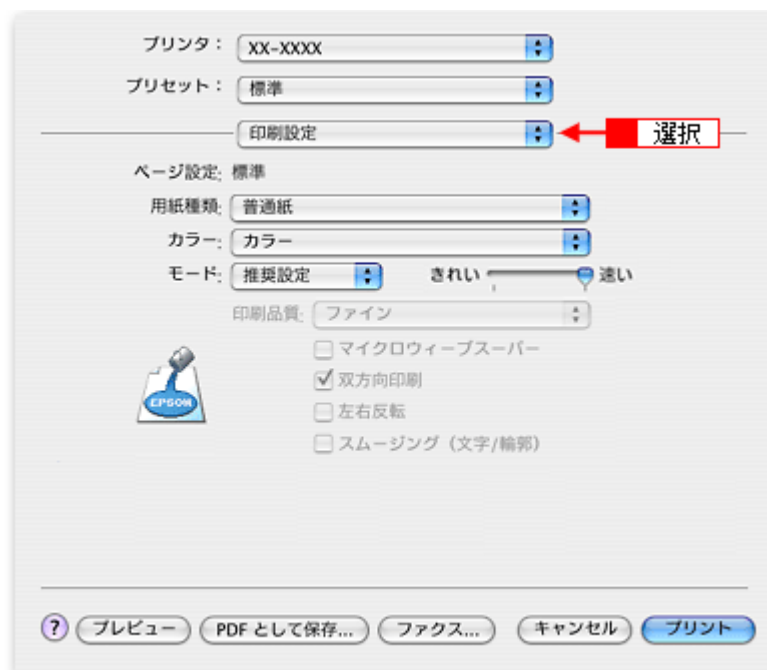 プリンタ： XX-XXXX
プリセット： 標準
印刷設定 選択
ページ設定: 標準
用紙種類: 普通紙
カラー: カラー
モード: 推奨設定 きれい 速い
印刷品質: ファイン
マイクロウィーブスーパー
双方向印刷
左右反転
スムージング（文字/輪郭）
EPSON
? プレビュー PDF として保存... ファクス... キャンセル プリント